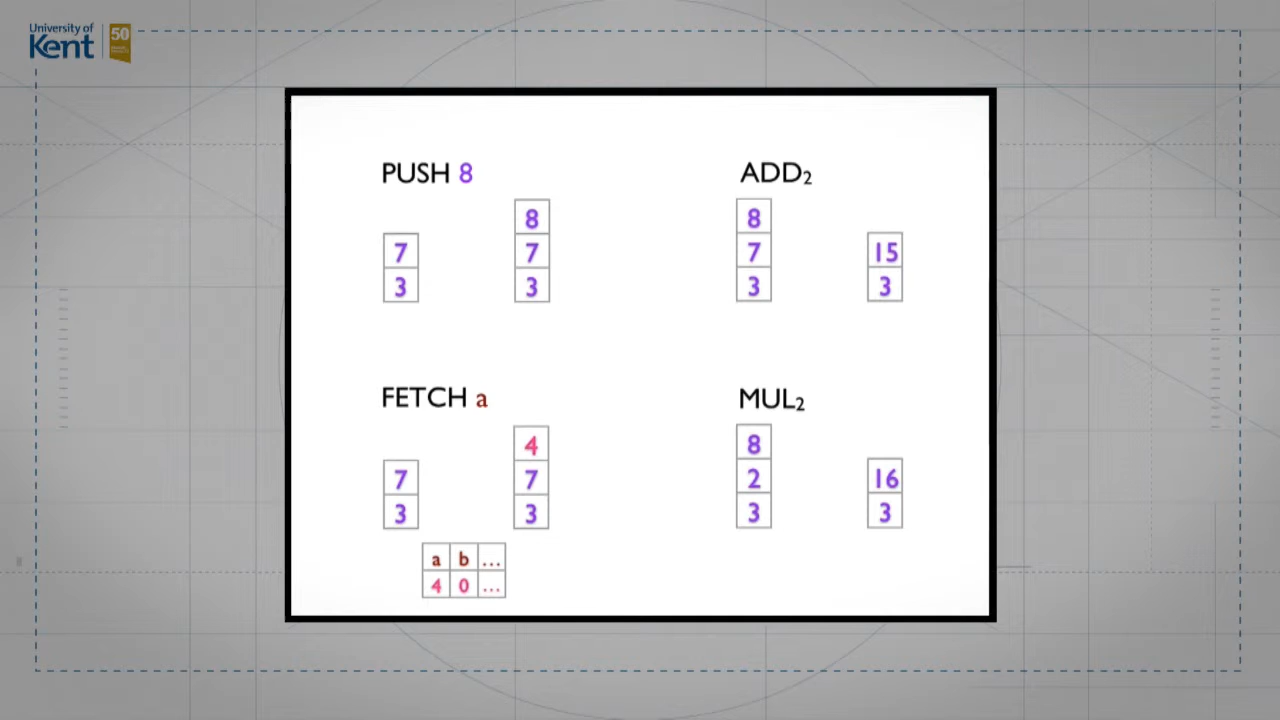 University of
Kent
50
PUSH 8
7
3
8
7
3
ADD₂
8
7
3
15
3
FETCH a
7
3
4
7
3
a b ...
4 0 ...
MUL₂
8
2
3
16
3